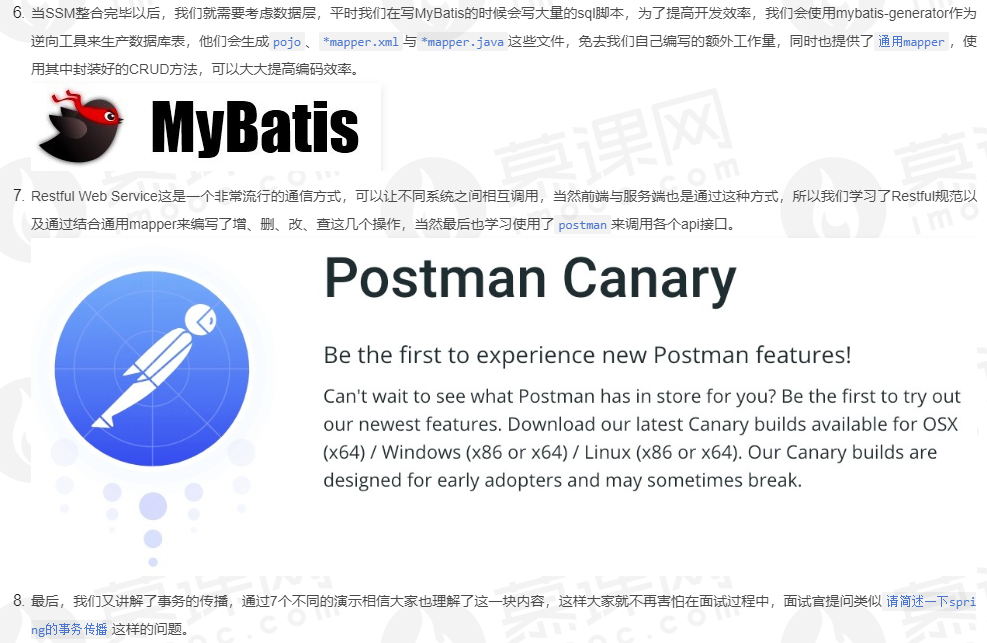 6. 当SSM整合完毕以后，我们就需要考虑数据层，平时我们在写MyBatis的时候会写大量的sql脚本，为了提高开发效率，我们会使用mybatis-generator作为
逆向工具来生产数据库表，他们会生成 pojo 、 *mapper.xml 与 *mapper.java 这些文件，免去我们自己编写的额外工作量，同时也提供了 通用mapper ，使
用其中封装好的CRUD方法，可以大大提高编码效率。
MyBatis
7. Restful Web Service这是一个非常流行的通信方式，可以让不同系统之间相互调用，当然前端与服务端也是通过这种方式，所以我们学习了Restful规范以
及通过结合通用mapper来编写了增、删、改、查这几个操作，当然最后也学习使用了 postman 来调用各个api接口。
Postman Canary
Be the first to experience new Postman features!
Can't wait to see what Postman has in store for you? Be the first to try out
our newest features. Download our latest Canary builds available for OSX
(x64) / Windows (x86 or x64) / Linux (x86 or x64). Our Canary builds are
designed for early adopters and may sometimes break.
8. 最后，我们又讲解了事务的传播，通过7个不同的演示相信大家也理解了这一块内容，这样大家就不再害怕在面试过程中，面试官提问类似 请简述一下spri
ng的事务传播 这样的问题。
慕课网
imooc.com